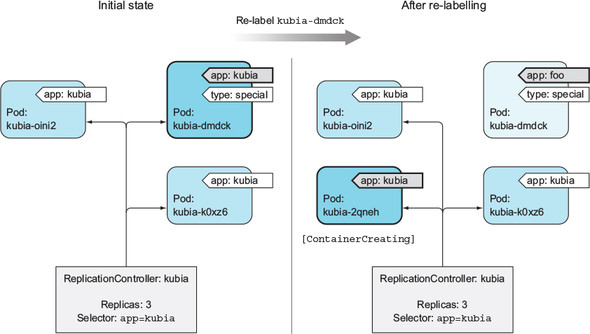 Initial state
Re-label kubia-dmdck
After re-labelling
app: kubia
Pod:
kubia-oini2
app: kubia
type: special
Pod:
kubia-dmdck
app: kubia
Pod:
kubia-k0xz6
ReplicationController: kubia
Replicas: 3
Selector: app=kubia
app: kubia
Pod:
kubia-oini2
app: foo
type: special
Pod:
kubia-dmdck
app: kubia
Pod:
kubia-2qneh
[ContainerCreating]
app: kubia
Pod:
kubia-k0xz6
ReplicationController: kubia
Replicas: 3
Selector: app=kubia